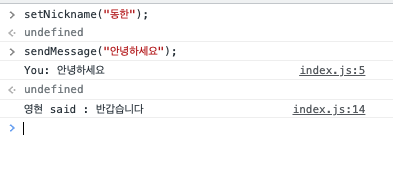 setNickname("동한");
undefined
sendMessage("안녕하세요");
You: 안녕하세요 index.js:5
undefined
영현 said : 반갑습니다 index.js:14